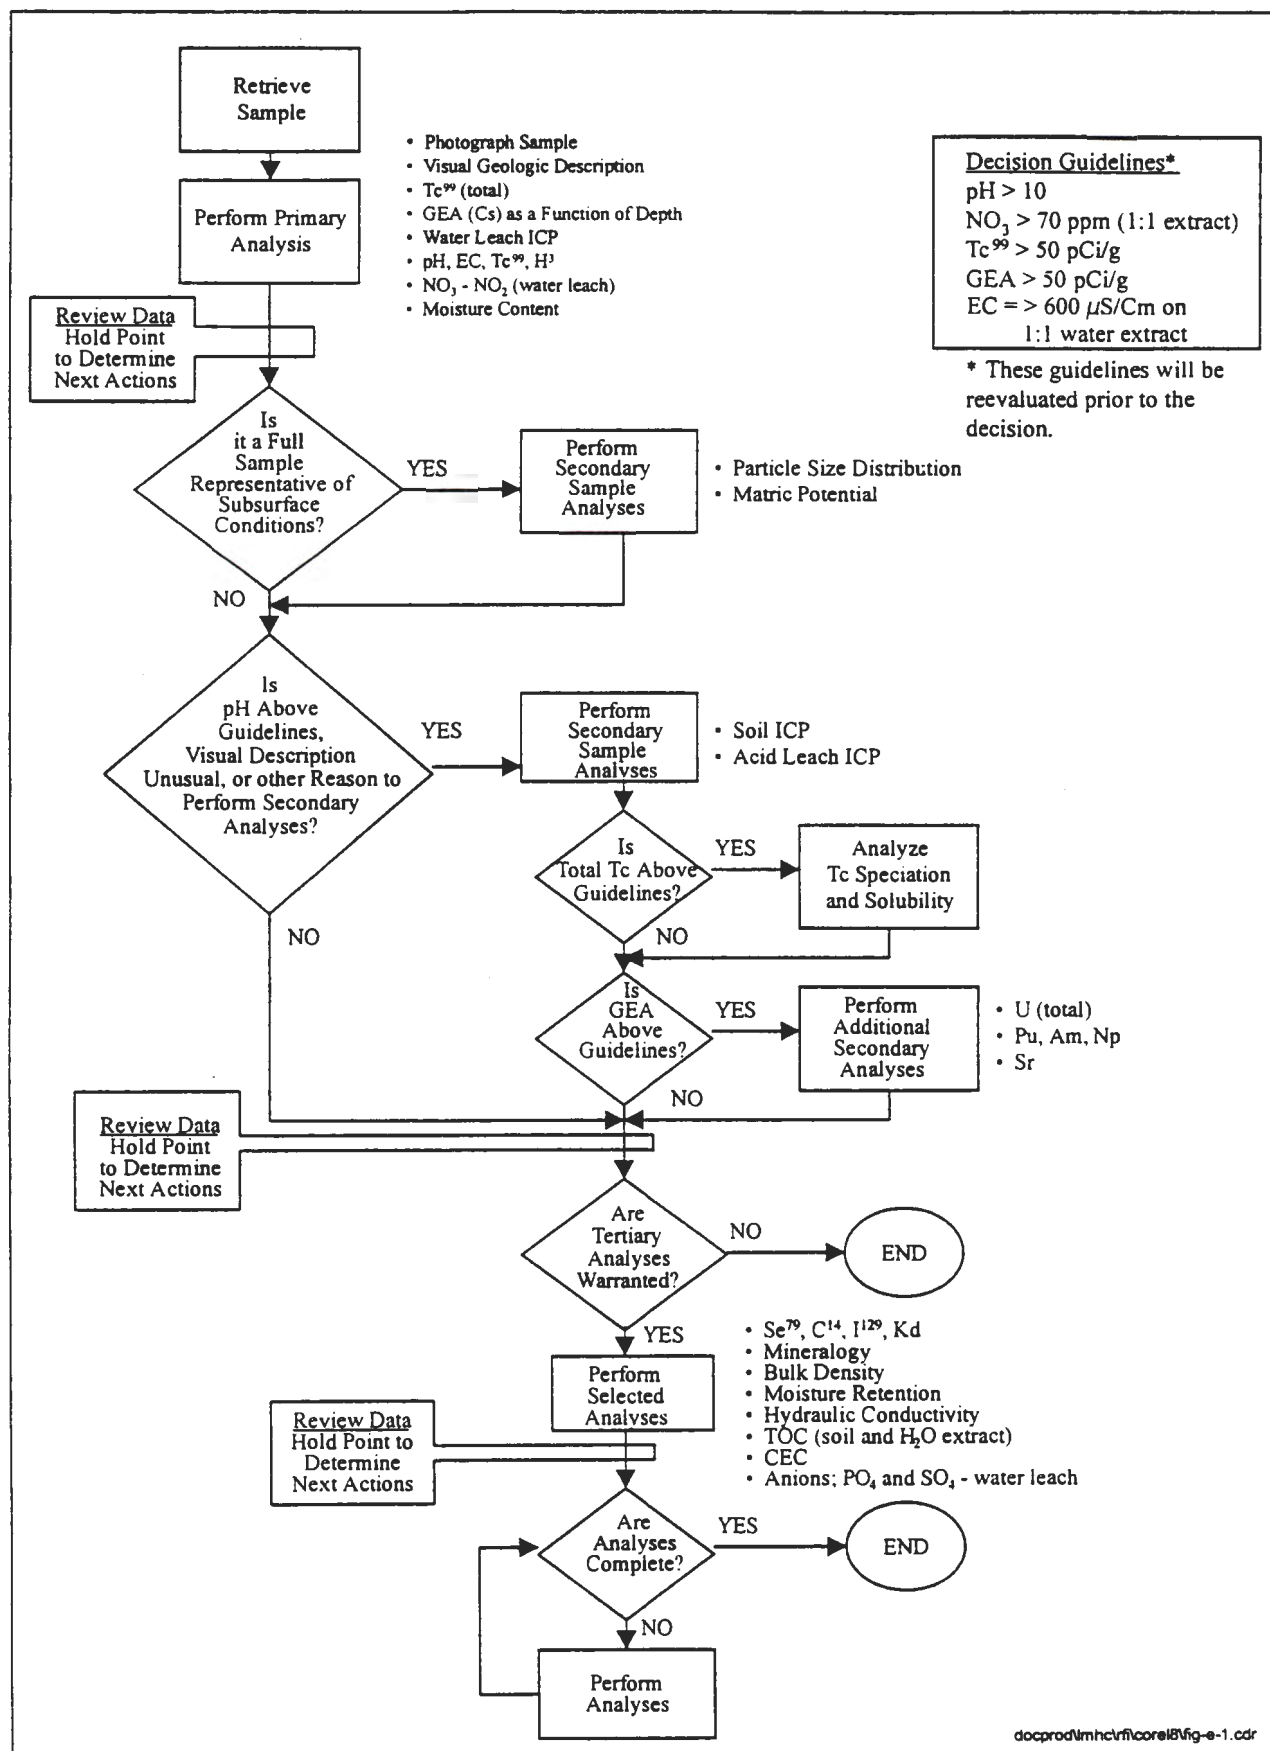 Retrieve
Sample
Perform Primary
Analysis
• Photograph Sample
• Visual Geologic Description
• Tc⁹⁹ (total)
• GEA (Cs) as a Function of Depth
• Water Leach ICP
• pH, EC, Tc⁹⁹, H³
• NO₃ - NO₂ (water leach)
• Moisture Content
Decision Guidelines*
pH > 10
NO₃ > 70 ppm (1:1 extract)
Tc⁹⁹ > 50 pCi/g
GEA > 50 pCi/g
EC = > 600 µS/Cm on
1:1 water extract
* These guidelines will be
reevaluated prior to the
decision.
Review Data
Hold Point
to Determine
Next Actions
Is
it a Full
Sample
Representative of
Subsurface
Conditions?
YES
Perform
Secondary
Sample
Analyses
• Particle Size Distribution
• Matric Potential
NO
Is
pH Above
Guidelines,
Visual Description
Unusual, or other Reason to
Perform Secondary
Analyses?
YES
Perform
Secondary
Sample
Analyses
• Soil ICP
• Acid Leach ICP
Is
Total Tc Above
Guidelines?
YES
Analyze
Tc Speciation
and Solubility
NO
NO
Is
GEA
Above
Guidelines?
YES
Perform
Additional
Secondary
Analyses
• U (total)
• Pu, Am, Np
• Sr
NO
Review Data
Hold Point
to Determine
Next Actions
Are
Tertiary
Analyses
Warranted?
NO
END
YES
Perform
Selected
Analyses
• Se⁷⁹, C¹⁴, I¹²⁹, Kd
• Mineralogy
• Bulk Density
• Moisture Retention
• Hydraulic Conductivity
• TOC (soil and H₂O extract)
• CEC
• Anions; PO₄ and SO₄ - water leach
Review Data
Hold Point to
Determine
Next Actions
Are
Analyses
Complete?
YES
END
NO
Perform
Analyses
docprod\lmhc\rfi\corel8\fig-e-1.cdr